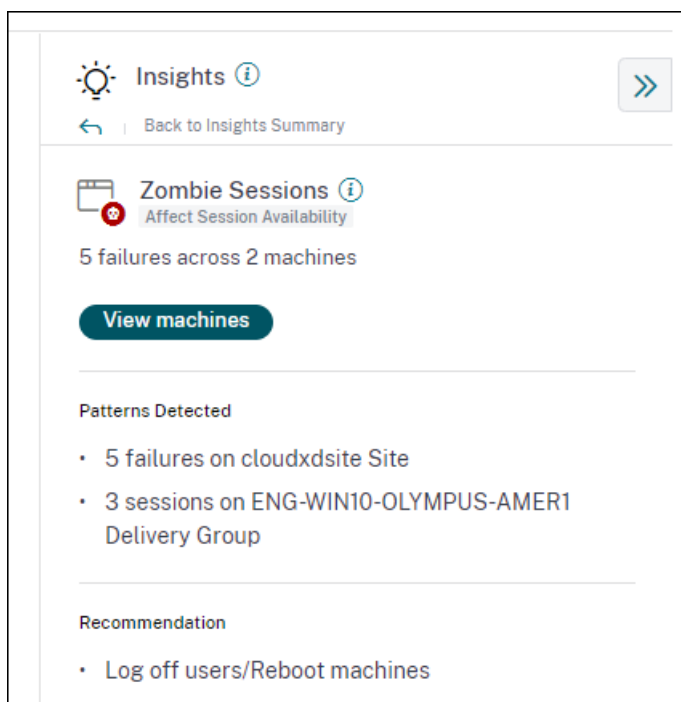 Insights
Back to Insights Summary
Zombie Sessions
Affect Session Availability
5 failures across 2 machines
View machines
Patterns Detected
• 5 failures on cloudxdsite Site
• 3 sessions on ENG-WIN10-OLYMPUS-AMER1
Delivery Group
Recommendation
• Log off users/Reboot machines